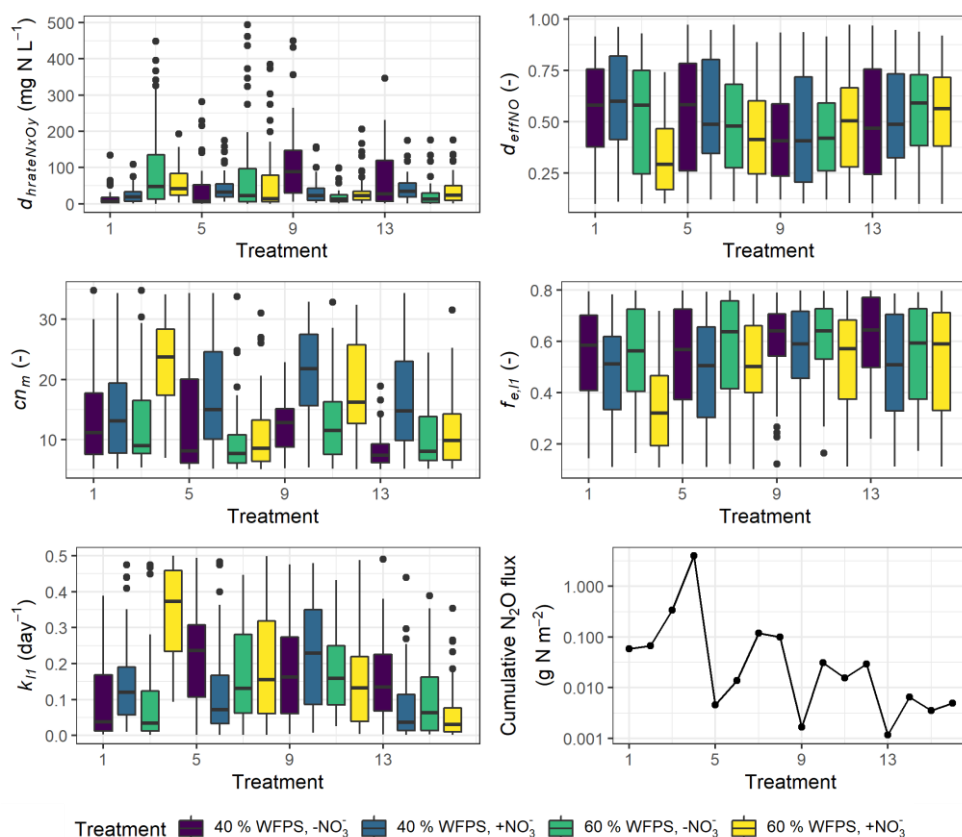 d_hrateNxOy (mg N L⁻¹)
500
400
300
200
100
0
1 5 9 13
Treatment
d_effNO (-)
1.00
0.75
0.50
0.25
1 5 9 13
Treatment
cn_m (-)
30
20
10
1 5 9 13
Treatment
f_e,l1 (-)
0.8
0.6
0.4
0.2
1 5 9 13
Treatment
k_l1 (day⁻¹)
0.5
0.4
0.3
0.2
0.1
0.0
1 5 9 13
Treatment
Cumulative N₂O flux
(g N m⁻²)
1.000
0.100
0.010
0.001
1 5 9 13
Treatment
Treatment 40 % WFPS, -NO₃⁻ 40 % WFPS, +NO₃⁻ 60 % WFPS, -NO₃⁻ 60 % WFPS, +NO₃⁻